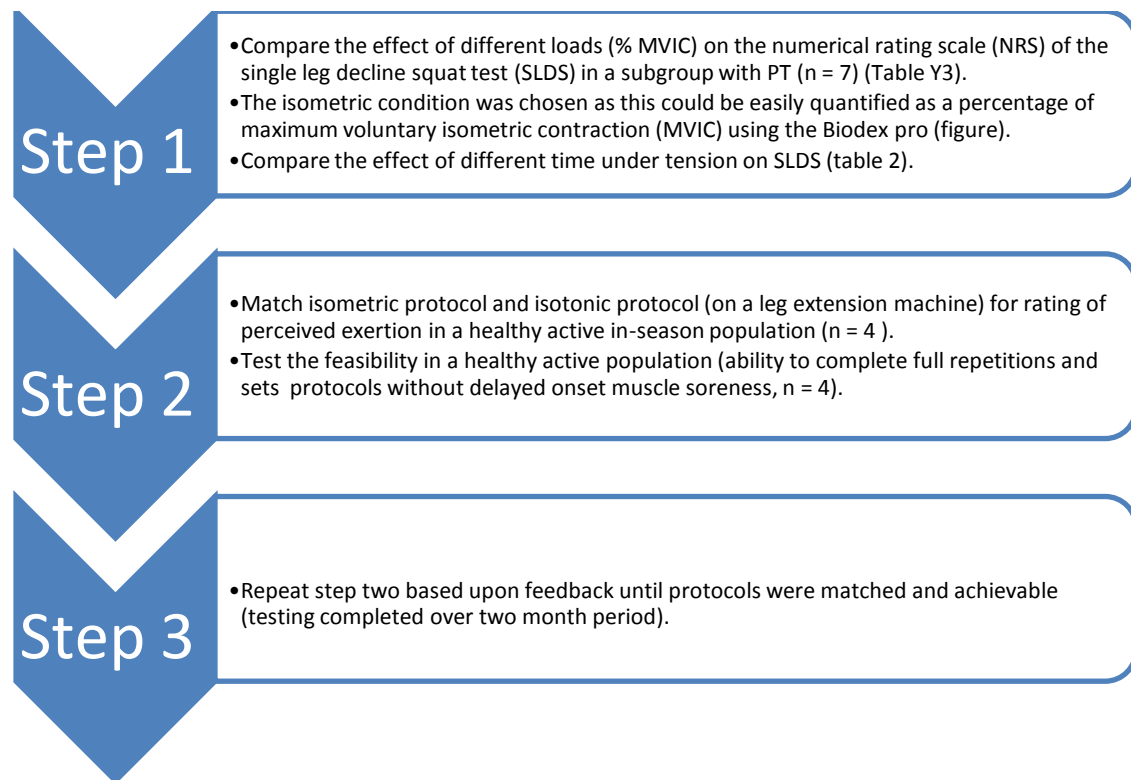 Step 1
•Compare the effect of different loads (% MVIC) on the numerical rating scale (NRS) of the
single leg decline squat test (SLDS) in a subgroup with PT (n = 7) (Table Y3).
•The isometric condition was chosen as this could be easily quantified as a percentage of
maximum voluntary isometric contraction (MVIC) using the Biodex pro (figure).
•Compare the effect of different time under tension on SLDS (table 2).
Step 2
•Match isometric protocol and isotonic protocol (on a leg extension machine) for rating of
perceived exertion in a healthy active in-season population (n = 4 ).
•Test the feasibility in a healthy active population (ability to complete full repetitions and
sets protocols without delayed onset muscle soreness, n = 4).
Step 3
•Repeat step two based upon feedback until protocols were matched and achievable
(testing completed over two month period).